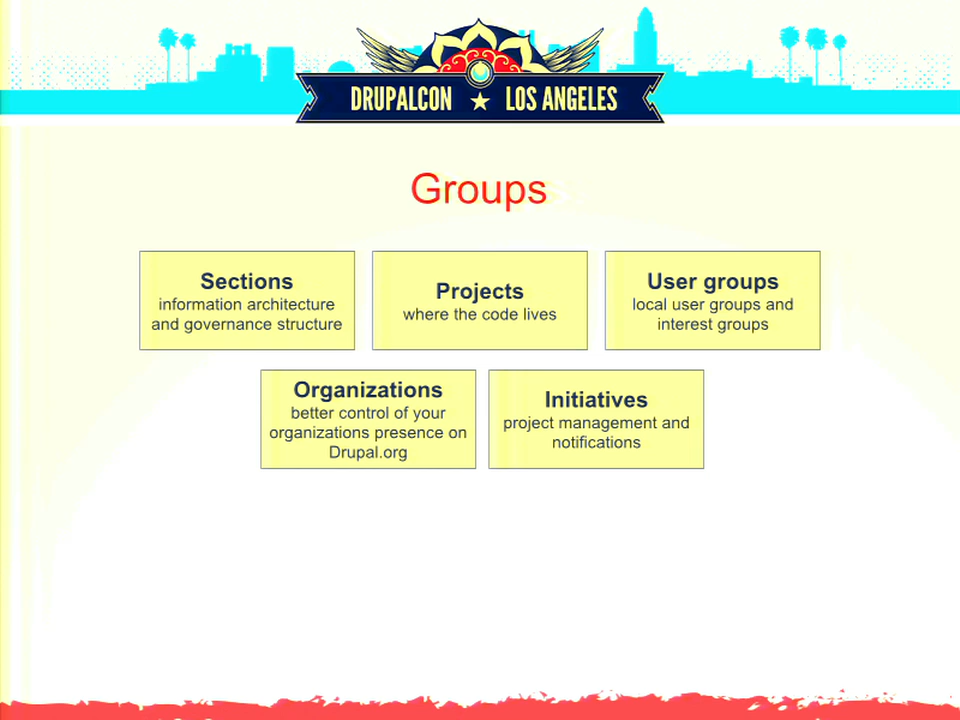 DRUPALCON ★ LOS ANGELES
Groups
Sections
information architecture
and governance structure
Projects
where the code lives
User groups
local user groups and
interest groups
Organizations
better control of your
organizations presence on
Drupal.org
Initiatives
project management and
notifications